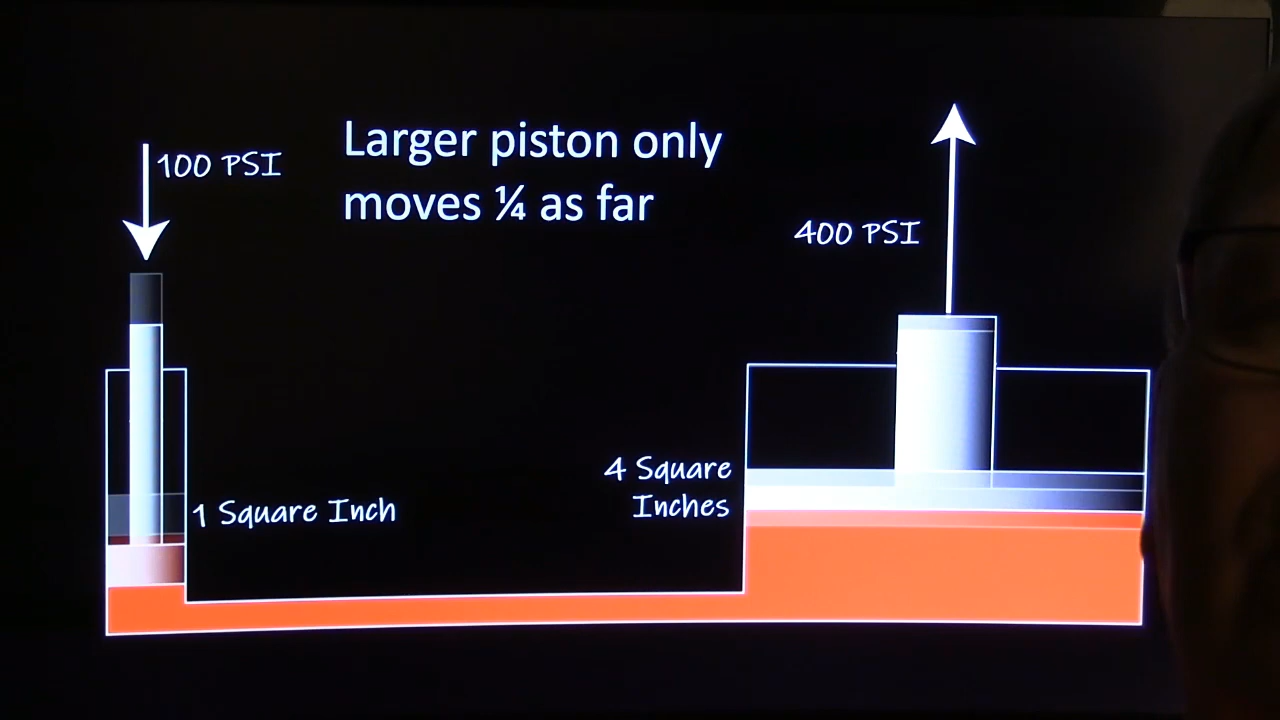 Larger piston only
moves ¼ as far
100 PSI
400 PSI
1 Square Inch
4 Square
Inches